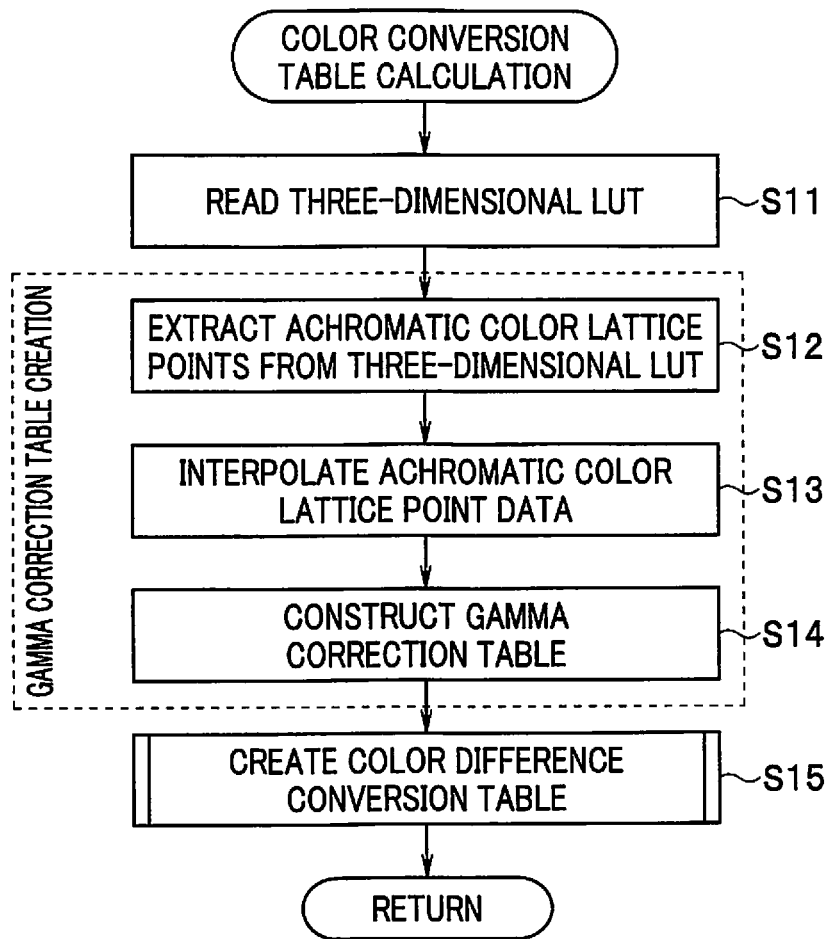 COLOR CONVERSION
TABLE CALCULATION
READ THREE-DIMENSIONAL LUT
S11
GAMMA CORRECTION TABLE CREATION
EXTRACT ACHROMATIC COLOR LATTICE
POINTS FROM THREE-DIMENSIONAL LUT
S12
INTERPOLATE ACHROMATIC COLOR
LATTICE POINT DATA
S13
CONSTRUCT GAMMA
CORRECTION TABLE
S14
CREATE COLOR DIFFERENCE
CONVERSION TABLE
S15
RETURN